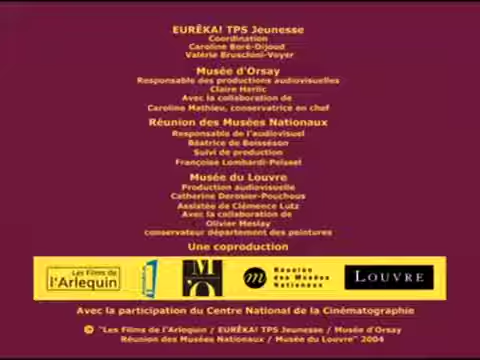 EURÊKA! TPS Jeunesse
Coordination
Caroline Boré-Dijoud
Valérie Bruschini-Voyer
Musée d'Orsay
Responsable des productions audiovisuelles
Claire Herlic
Avec la collaboration de
Caroline Mathieu, conservatrice en chef
Réunion des Musées Nationaux
Responsable de l'audiovisuel
Béatrice de Boisséson
Suivi de production
Françoise Lombardi-Peissel
Musée du Louvre
Production audiovisuelle
Catherine Derosier-Pouchous
Assistée de Clémence Lutz
Avec la collaboration de
Olivier Meslay
conservateur département des peintures
Une coproduction
Les Films de l'Arlequin
M'O
m Réunion des Musées Nationaux
LOUVRE
Avec la participation du Centre National de la Cinématographie
© "Les Films de l'Arlequin / EURÊKA! TPS Jeunesse / Musée d'Orsay
Réunion des Musées Nationaux / Musée du Louvre" 2004